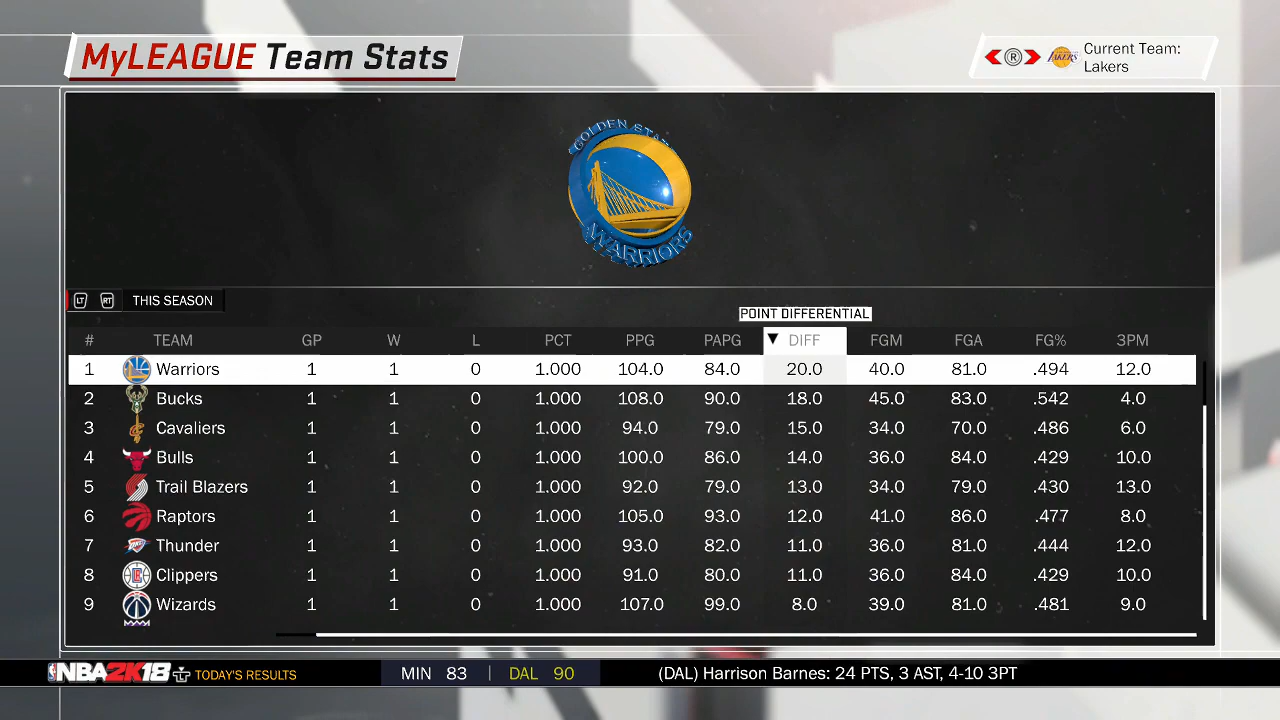 MyLEAGUE Team Stats
R Current Team:
Lakers
GOLDEN STATE
WARRIORS
LT RT THIS SEASON
POINT DIFFERENTIAL
# TEAM GP W L PCT PPG PAPG DIFF FGM FGA FG% 3PM
1 Warriors 1 1 0 1.000 104.0 84.0 20.0 40.0 81.0 .494 12.0
2 Bucks 1 1 0 1.000 108.0 90.0 18.0 45.0 83.0 .542 4.0
3 Cavaliers 1 1 0 1.000 94.0 79.0 15.0 34.0 70.0 .486 6.0
4 Bulls 1 1 0 1.000 100.0 86.0 14.0 36.0 84.0 .429 10.0
5 Trail Blazers 1 1 0 1.000 92.0 79.0 13.0 34.0 79.0 .430 13.0
6 Raptors 1 1 0 1.000 105.0 93.0 12.0 41.0 86.0 .477 8.0
7 Thunder 1 1 0 1.000 93.0 82.0 11.0 36.0 81.0 .444 12.0
8 Clippers 1 1 0 1.000 91.0 80.0 11.0 36.0 84.0 .429 10.0
9 Wizards 1 1 0 1.000 107.0 99.0 8.0 39.0 81.0 .481 9.0
NBA2K18 TODAY'S RESULTS MIN 83 | DAL 90 (DAL) Harrison Barnes: 24 PTS, 3 AST, 4-10 3PT